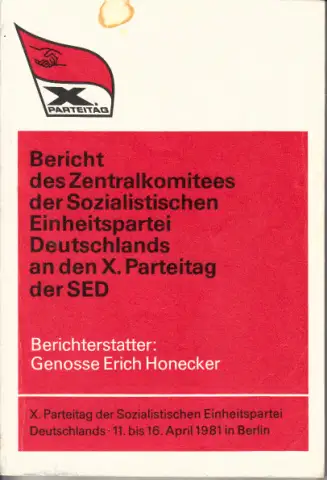 X.
PARTEITAG
Bericht
des Zentralkomitees
der Sozialistischen
Einheitspartei
Deutschlands
an den X. Parteitag
der SED
Berichterstatter:
Genosse Erich Honecker
X. Parteitag der Sozialistischen Einheitspartei
Deutschlands · 11. bis 16. April 1981 in Berlin